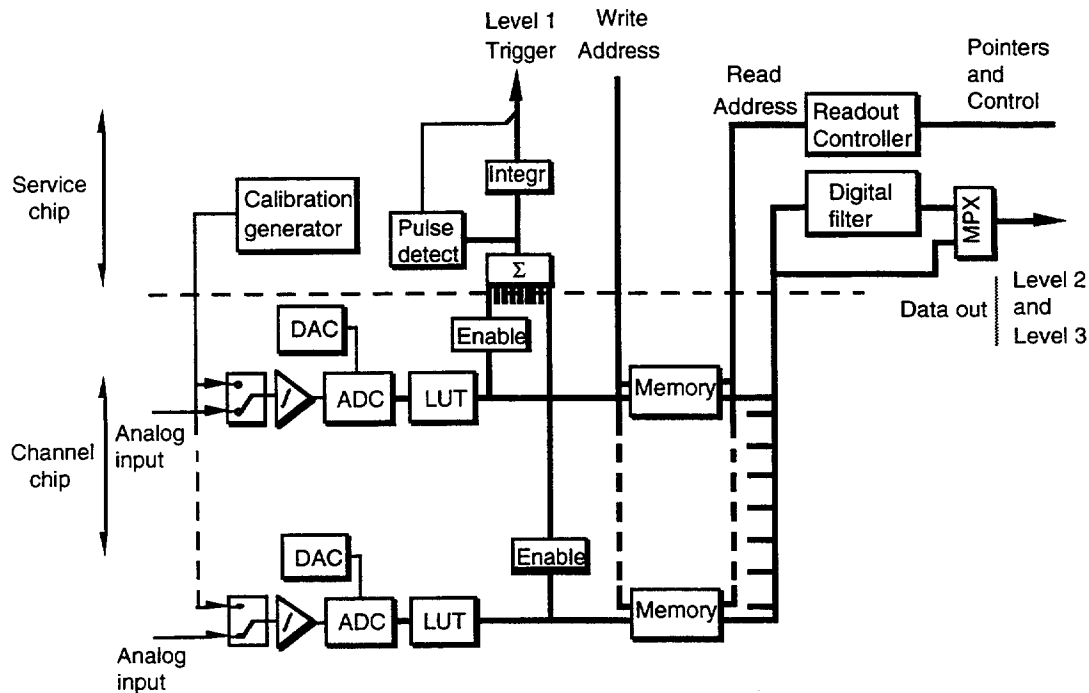 Level 1
Trigger
Write
Address
Read
Address
Pointers
and
Control
Readout
Controller
Service
chip
Calibration
generator
Integr
Pulse
detect
Σ
Digital
filter
MPX
Data out
Level 2
and
Level 3
DAC
Enable
ADC
LUT
Memory
Analog
input
Channel
chip
DAC
Enable
ADC
LUT
Memory
Analog
input